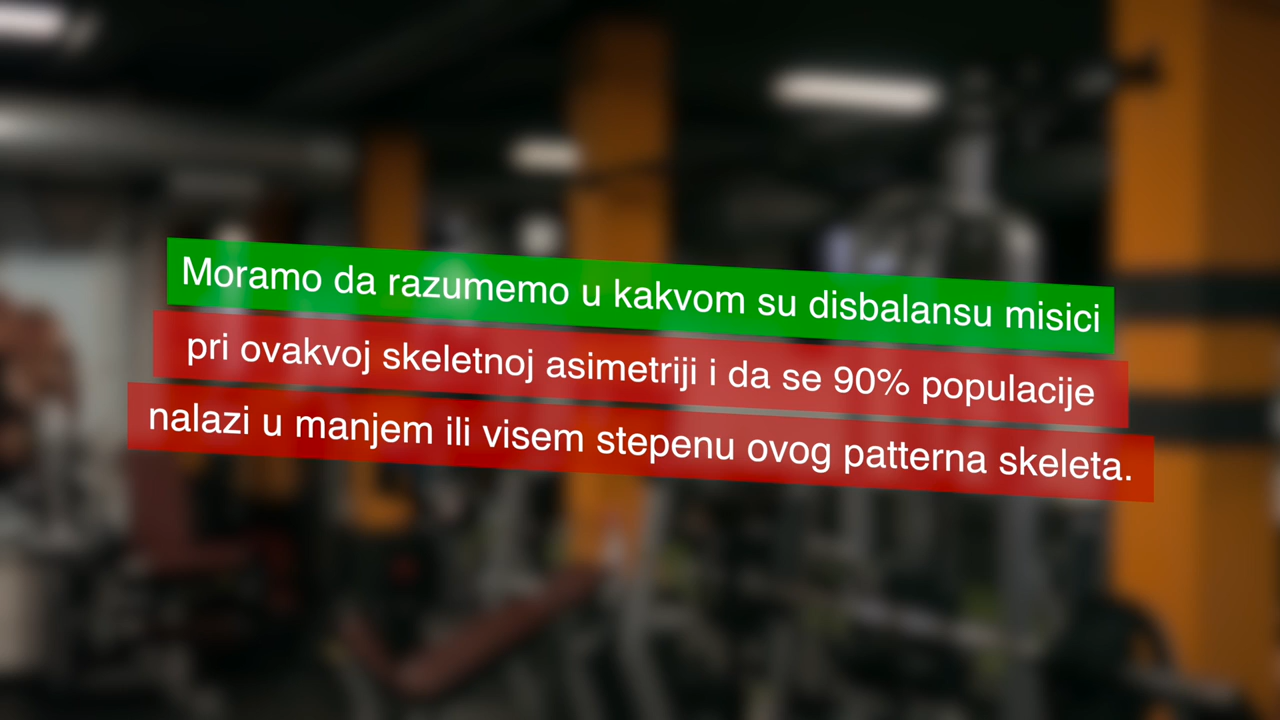 Moramo da razumemo u kakvom su disbalansu misici
pri ovakvoj skeletnoj asimetriji i da se 90% populacije
nalazi u manjem ili visem stepenu ovog patterna skeleta.